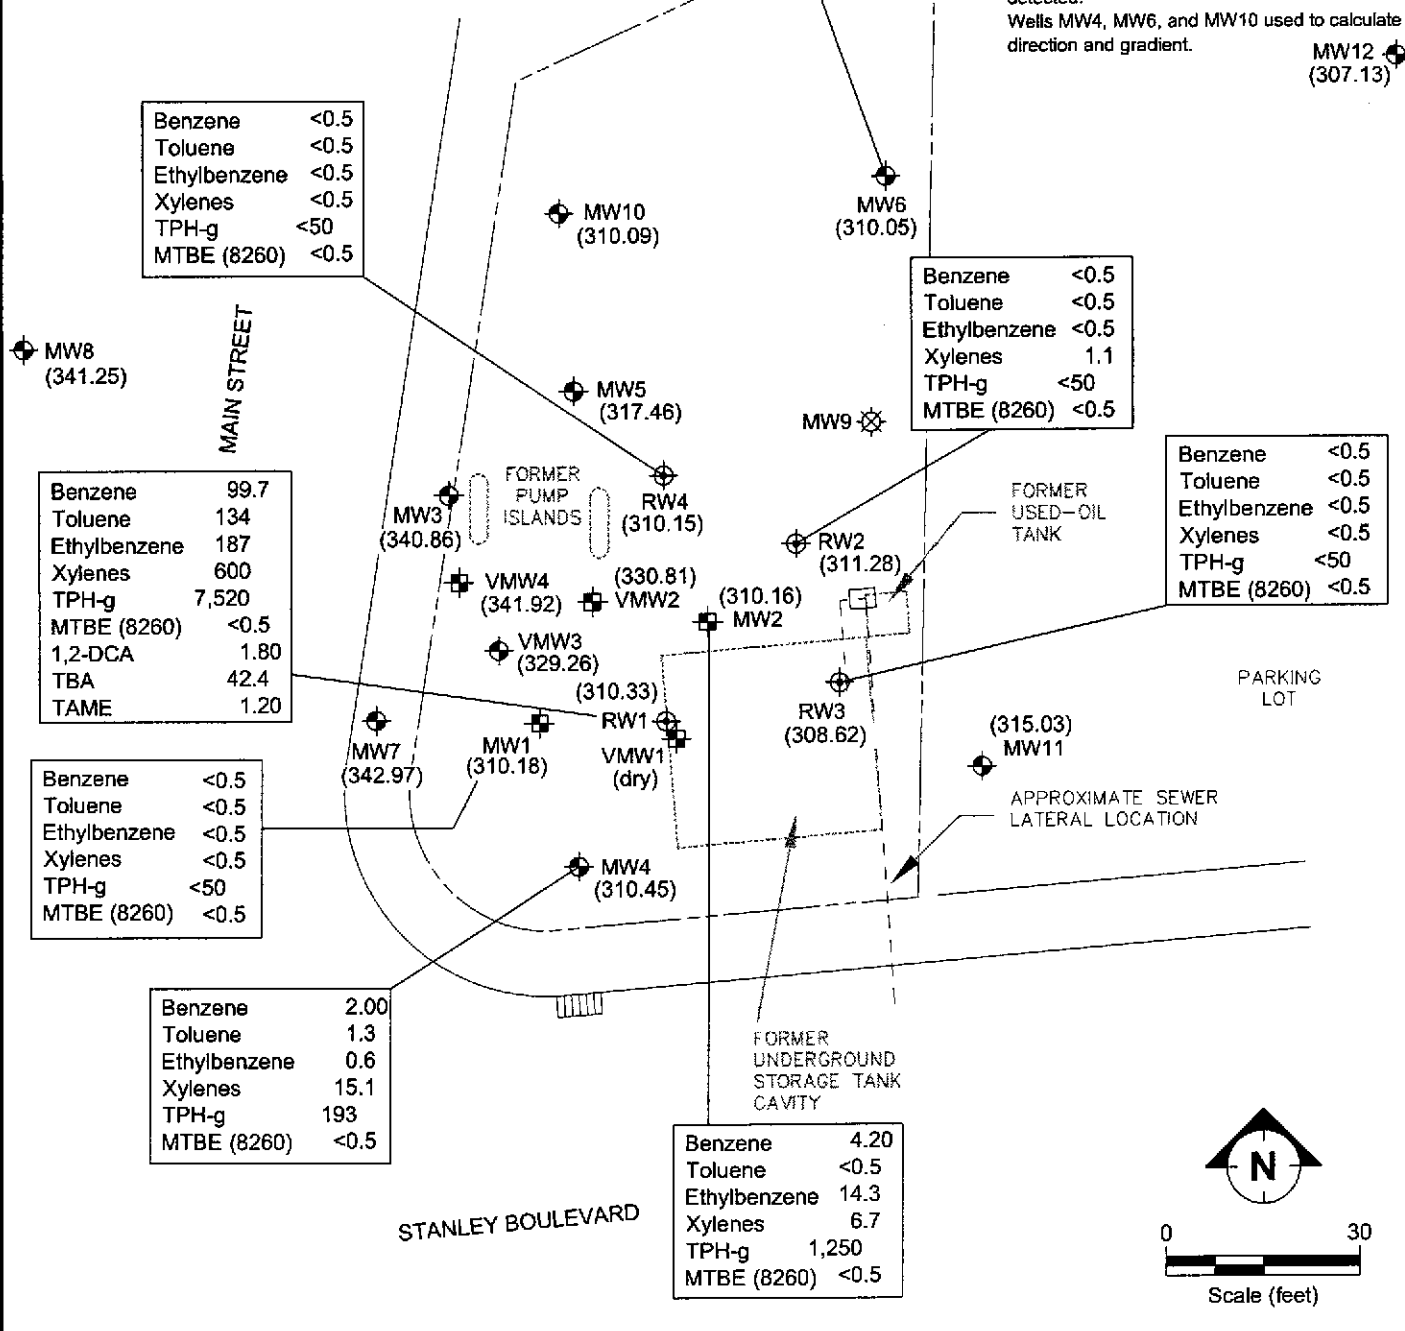 detected.
Wells MW4, MW6, and MW10 used to calculate
direction and gradient.
MW12
(307.13)
Benzene <0.5
Toluene <0.5
Ethylbenzene <0.5
Xylenes <0.5
TPH-g <50
MTBE (8260) <0.5
MW10
(310.09)
MW6
(310.05)
Benzene <0.5
Toluene <0.5
Ethylbenzene <0.5
Xylenes 1.1
TPH-g <50
MTBE (8260) <0.5
MW8
(341.25)
MAIN STREET
MW5
(317.46)
MW9
Benzene <0.5
Toluene <0.5
Ethylbenzene <0.5
Xylenes <0.5
TPH-g <50
MTBE (8260) <0.5
Benzene 99.7
Toluene 134
Ethylbenzene 187
Xylenes 600
TPH-g 7,520
MTBE (8260) <0.5
1,2-DCA 1.80
TBA 42.4
TAME 1.20
FORMER
PUMP
ISLANDS
MW3
(340.86)
RW4
(310.15)
FORMER
USED-OIL
TANK
RW2
(311.28)
VMW4
(341.92)
(330.81)
VMW2
(310.16)
MW2
VMW3
(329.26)
(310.33)
RW1
VMW1
(dry)
RW3
(308.62)
PARKING
LOT
(315.03)
MW11
MW7
(342.97)
MW1
(310.18)
Benzene <0.5
Toluene <0.5
Ethylbenzene <0.5
Xylenes <0.5
TPH-g <50
MTBE (8260) <0.5
APPROXIMATE SEWER
LATERAL LOCATION
MW4
(310.45)
Benzene 2.00
Toluene 1.3
Ethylbenzene 0.6
Xylenes 15.1
TPH-g 193
MTBE (8260) <0.5
FORMER
UNDERGROUND
STORAGE TANK
CAVITY
Benzene 4.20
Toluene <0.5
Ethylbenzene 14.3
Xylenes 6.7
TPH-g 1,250
MTBE (8260) <0.5
STANLEY BOULEVARD
N
0 30
Scale (feet)